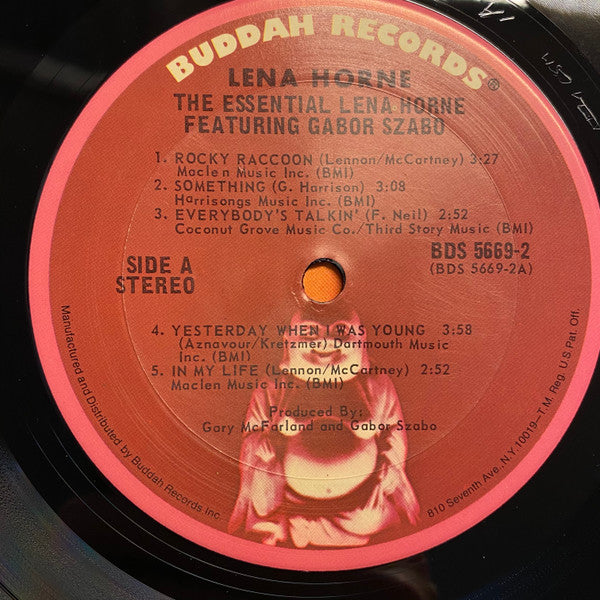 BUDDAH RECORDS®
LENA HORNE
THE ESSENTIAL LENA HORNE
FEATURING GABOR SZABO
1. ROCKY RACCOON (Lennon/McCartney) 3:27
Maclen Music Inc. (BMI)
2. SOMETHING (G. Harrison) 3:08
Harrisongs Music Inc. (BMI)
3. EVERYBODY'S TALKIN' (F. Neil) 2:52
Coconut Grove Music Co./Third Story Music (BMI)
SIDE A
STEREO
BDS 5669-2
(BDS 5669-2A)
4. YESTERDAY WHEN I WAS YOUNG 3:58
(Aznavour/Kretzmer) Dartmouth Music
Inc. (BMI)
5. IN MY LIFE (Lennon/McCartney) 2:52
Maclen Music Inc. (BMI)
Produced By:
Gary McFarland and Gabor Szabo
Manufactured and Distributed by Buddah Records Inc.
810 Seventh Ave., N.Y. 10019—T.M. Reg. U.S. Pat. Off.